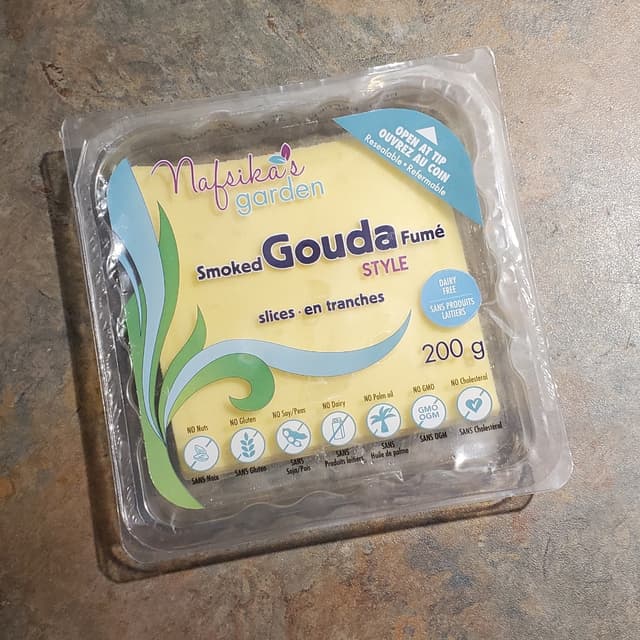 Nafsika's
garden
OPEN AT TIP
OUVREZ AU COIN
Resealable • Refermable
Smoked Gouda Fumé
STYLE
slices · en tranches
DAIRY
FREE
SANS PRODUITS
LAITIERS
200 g
NO Nuts
NO Gluten
NO Soy/Peas
NO Dairy
NO Palm oil
NO GMO
NO Cholesterol
GMO
OGM
SANS Noix
SANS Gluten
SANS
Soja/Pois
SANS
Produits laitiers
SANS
Huile de palme
SANS OGM
SANS Cholestérol